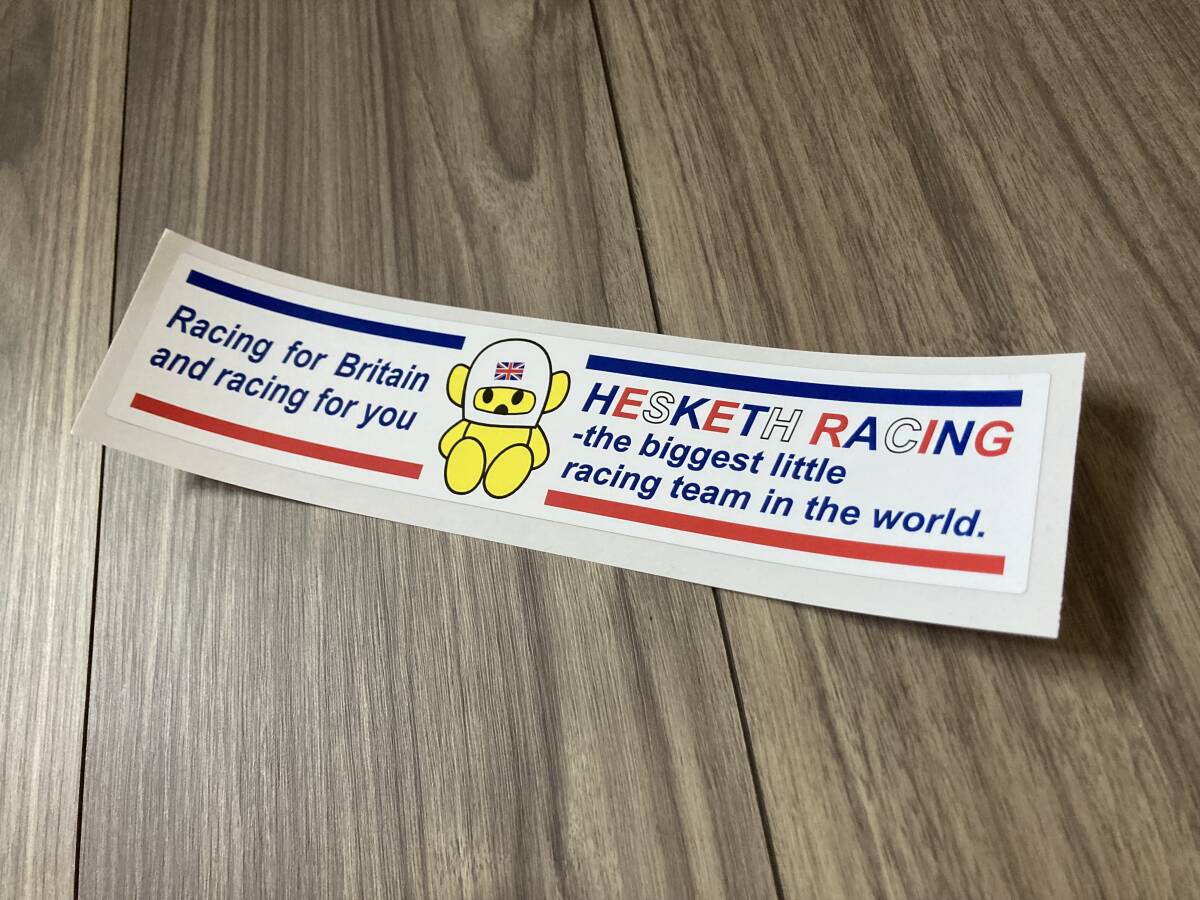 Racing for Britain
and racing for you
HESKETH RACING
-the biggest little
racing team in the world.